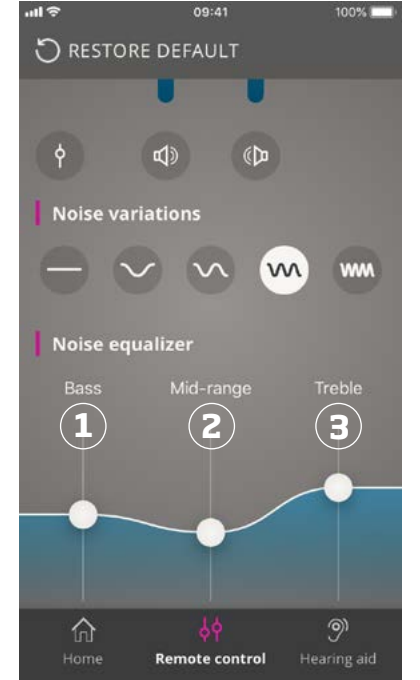 09:41
100%
RESTORE DEFAULT
Noise variations
Noise equalizer
Bass Mid-range Treble
1 2 3
Home Remote control Hearing aid